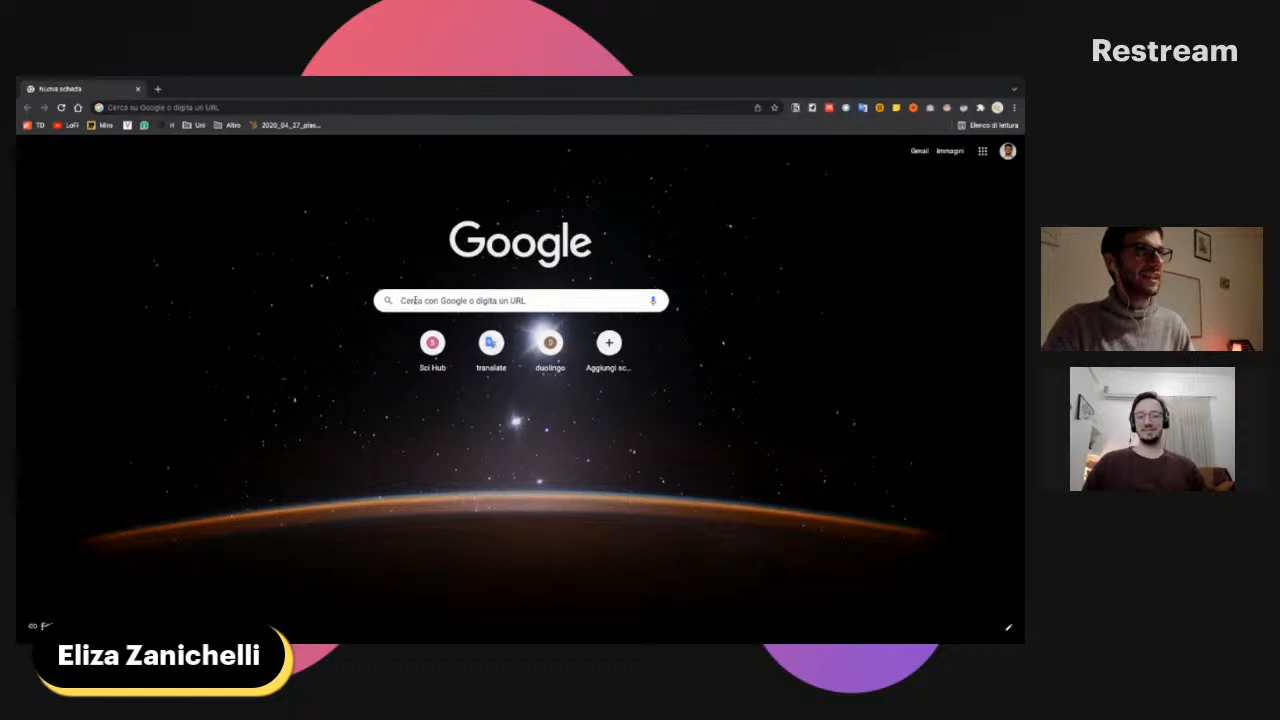 Restream
Nuova scheda
Cerca su Google o digita un URL
TD
LoFi
Miro
H
Uni
Altro
2020_04_27_plas...
Elenco di lettura
Gmail
Immagini
Google
Cerca con Google o digita un URL
S
D
Sci Hub
translate
duolingo
Aggiungi sc...
Eliza Zanichelli